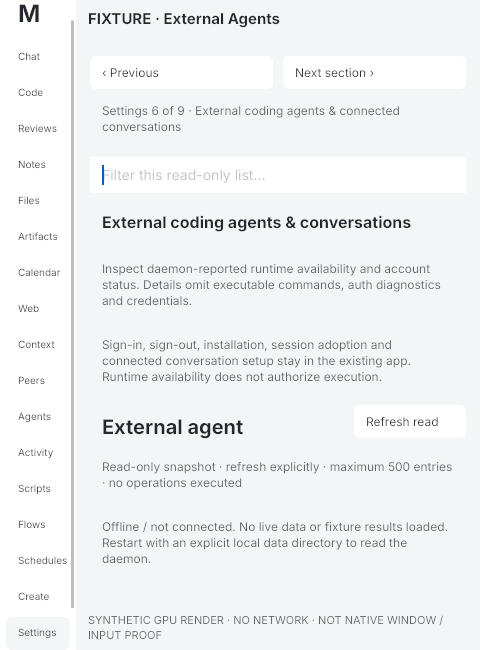 M
Chat
Code
Reviews
Notes
Files
Artifacts
Calendar
Web
Context
Peers
Agents
Activity
Scripts
Flows
Schedules
Create
Settings
FIXTURE · External Agents
‹ Previous
Next section ›
Settings 6 of 9 · External coding agents & connected
conversations
Filter this read-only list...
External coding agents & conversations
Inspect daemon-reported runtime availability and account
status. Details omit executable commands, auth diagnostics
and credentials.
Sign-in, sign-out, installation, session adoption and
connected conversation setup stay in the existing app.
Runtime availability does not authorize execution.
External agent
Refresh read
Read-only snapshot · refresh explicitly · maximum 500 entries
· no operations executed
Offline / not connected. No live data or fixture results loaded.
Restart with an explicit local data directory to read the
daemon.
SYNTHETIC GPU RENDER · NO NETWORK · NOT NATIVE WINDOW /
INPUT PROOF